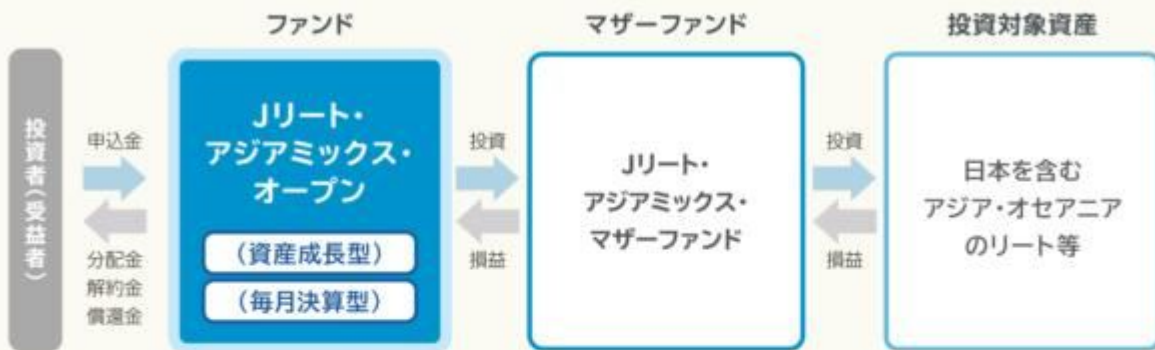 ファンド
マザーファンド
投資対象資産
投資者(受益者)
申込金
分配金
解約金
償還金
Jリート・
アジアミックス・
オープン
(資産成長型)
(毎月決算型)
投資
損益
Jリート・
アジアミックス・
マザーファンド
投資
損益
日本を含む
アジア・オセアニア
のリート等